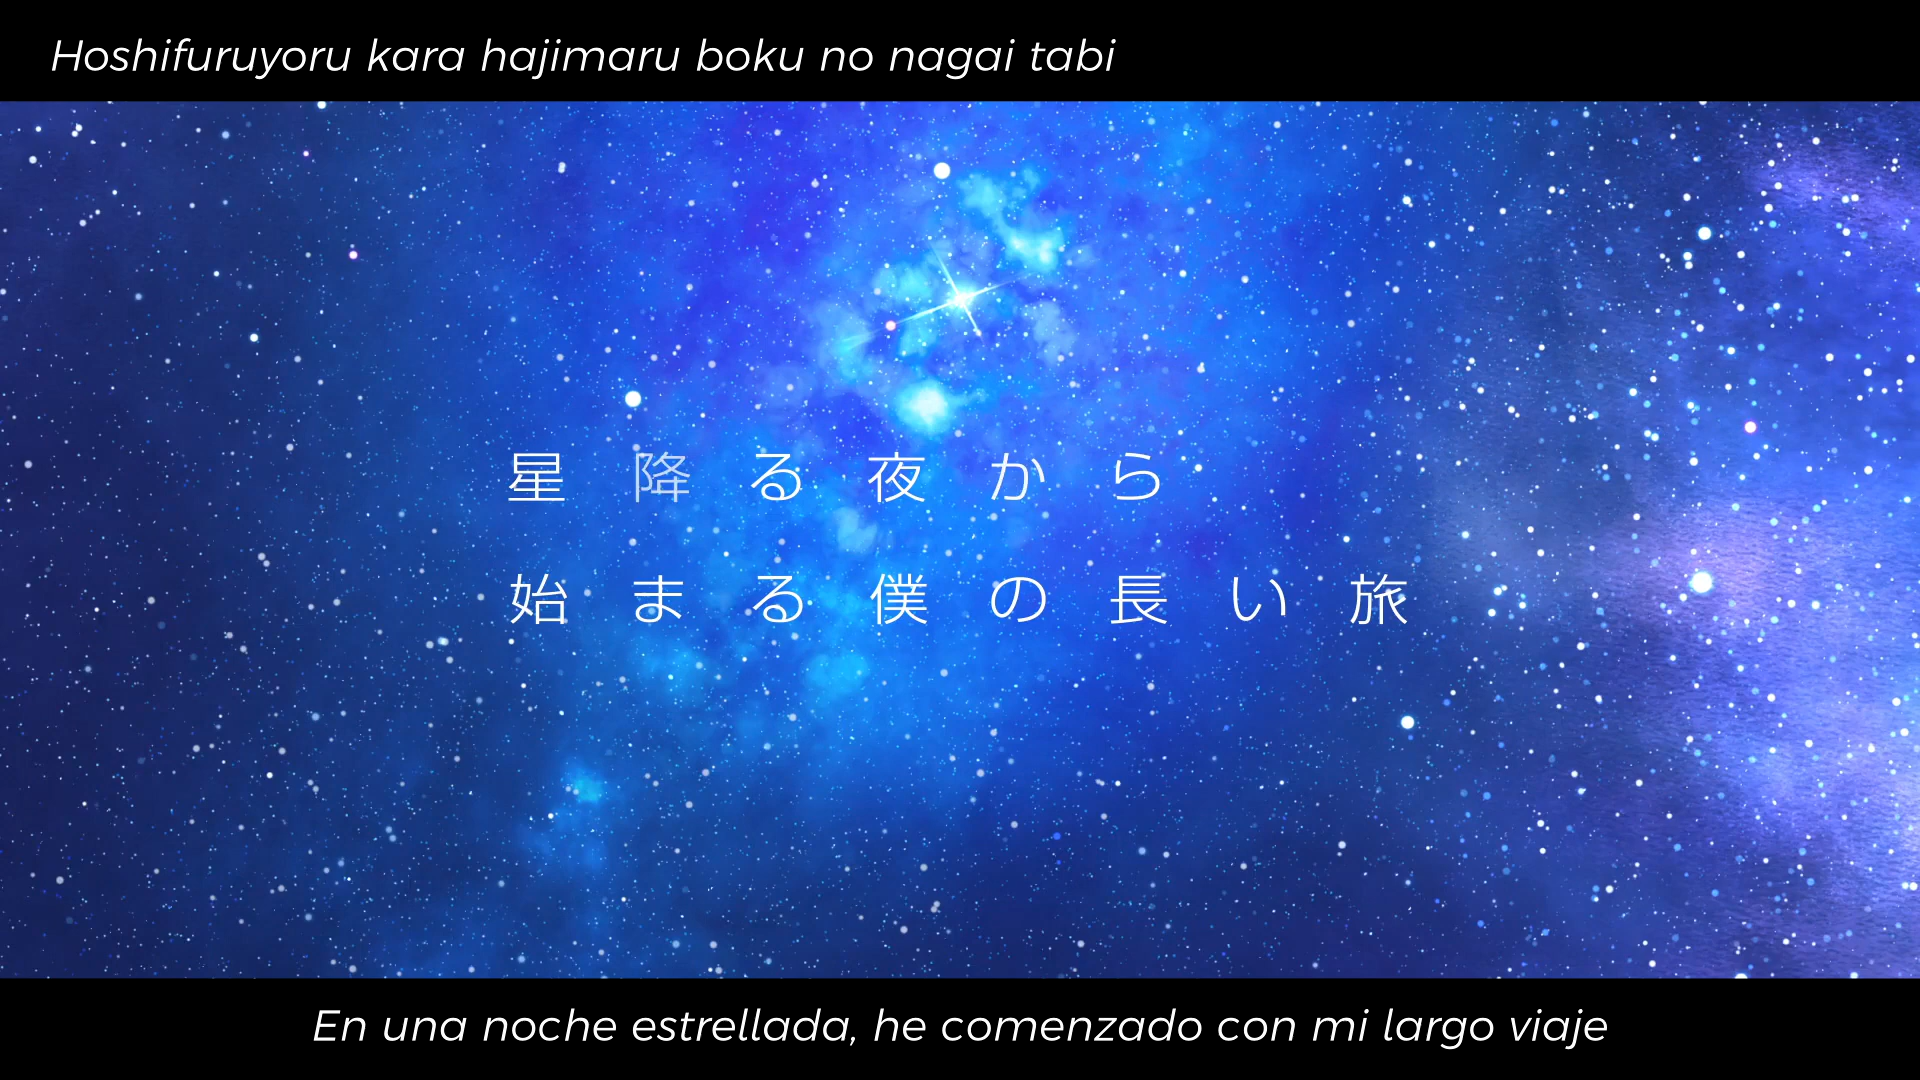 Hoshifuruyoru kara hajimaru boku no nagai tabi
星降る夜から
始まる僕の長い旅
En una noche estrellada, he comenzado con mi largo viaje